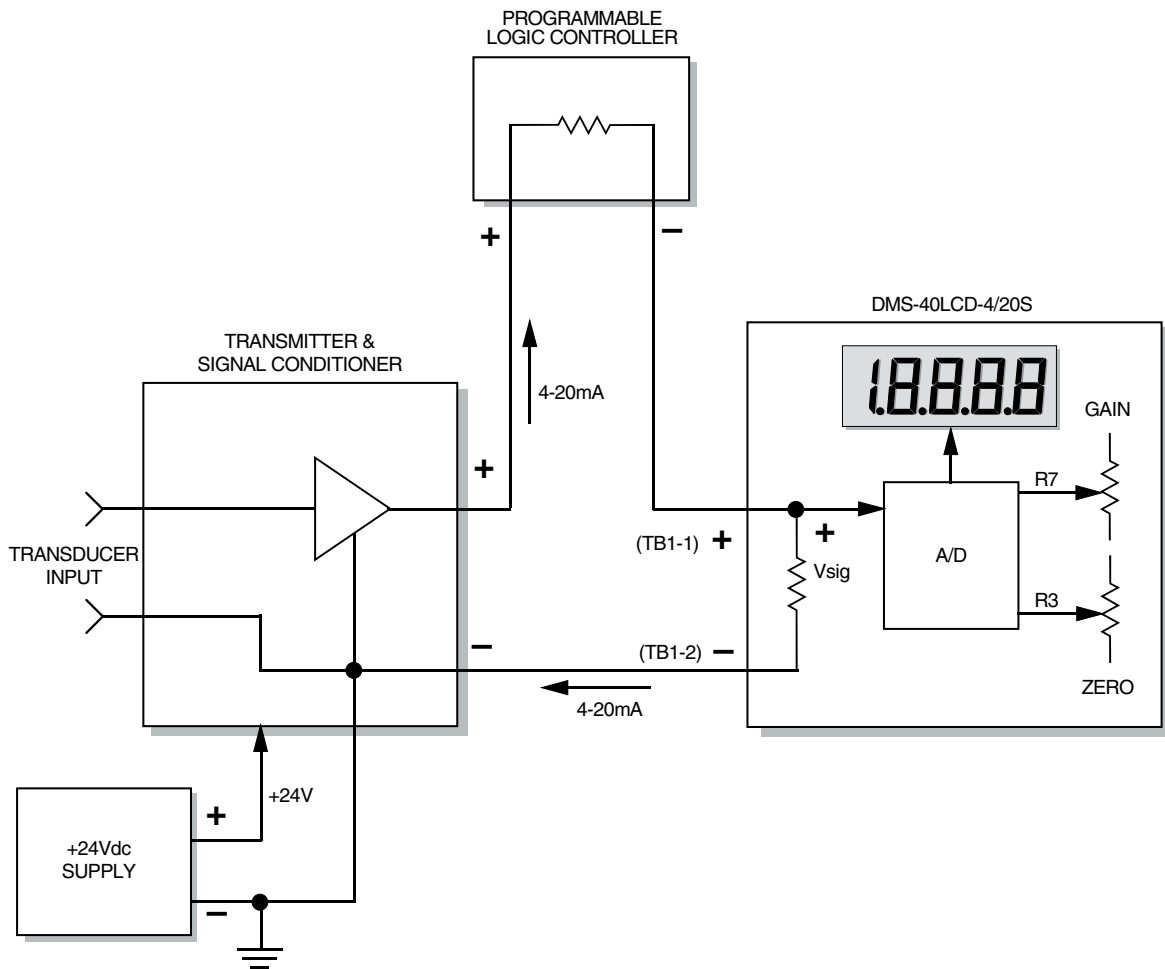 PROGRAMMABLE
LOGIC CONTROLLER
+
−
DMS-40LCD-4/20S
TRANSMITTER &
SIGNAL CONDITIONER
1.8.8.8.8
GAIN
4-20mA
+
R7
(TB1-1) +
+
TRANSDUCER
INPUT
A/D
Vsig
R3
−
(TB1-2) −
ZERO
4-20mA
+24V
+
+24Vdc
SUPPLY
−